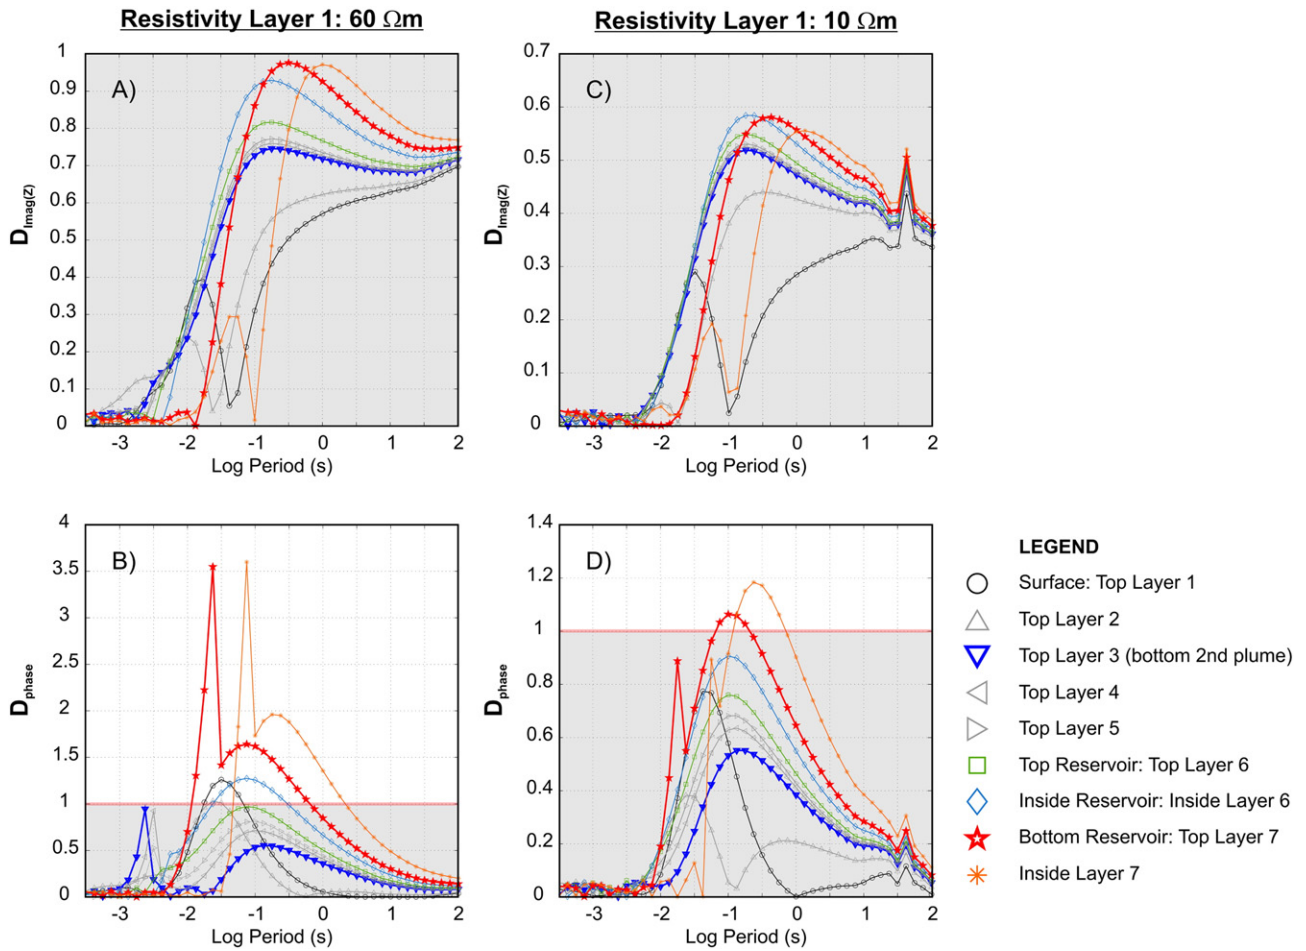 Resistivity Layer 1: 60 Ωm
Resistivity Layer 1: 10 Ωm
A)
1
0.9
0.8
0.7
0.6
0.5
0.4
0.3
0.2
0.1
0
D Imag(Z)
-3 -2 -1 0 1 2
Log Period (s)
C)
0.7
0.6
0.5
0.4
0.3
0.2
0.1
0
D Imag(Z)
-3 -2 -1 0 1 2
Log Period (s)
B)
4
3.5
3
2.5
2
1.5
1
0.5
0
D phase
-3 -2 -1 0 1 2
Log Period (s)
D)
1.4
1.2
1
0.8
0.6
0.4
0.2
0
D phase
-3 -2 -1 0 1 2
Log Period (s)
LEGEND
Surface: Top Layer 1
Top Layer 2
Top Layer 3 (bottom 2nd plume)
Top Layer 4
Top Layer 5
Top Reservoir: Top Layer 6
Inside Reservoir: Inside Layer 6
Bottom Reservoir: Top Layer 7
Inside Layer 7